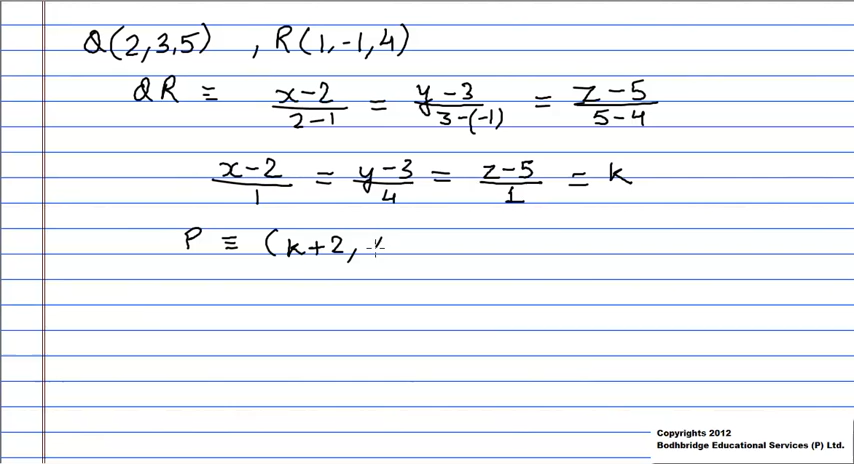 Q(2,3,5) , R(1,-1,4)
QR ≡ x-2/2-1 = y-3/3-(-1) = z-5/5-4
x-2/1 = y-3/4 = z-5/1 = k
P ≡ (k+2,
Copyrights 2012
Bodhbridge Educational Services (P) Ltd.